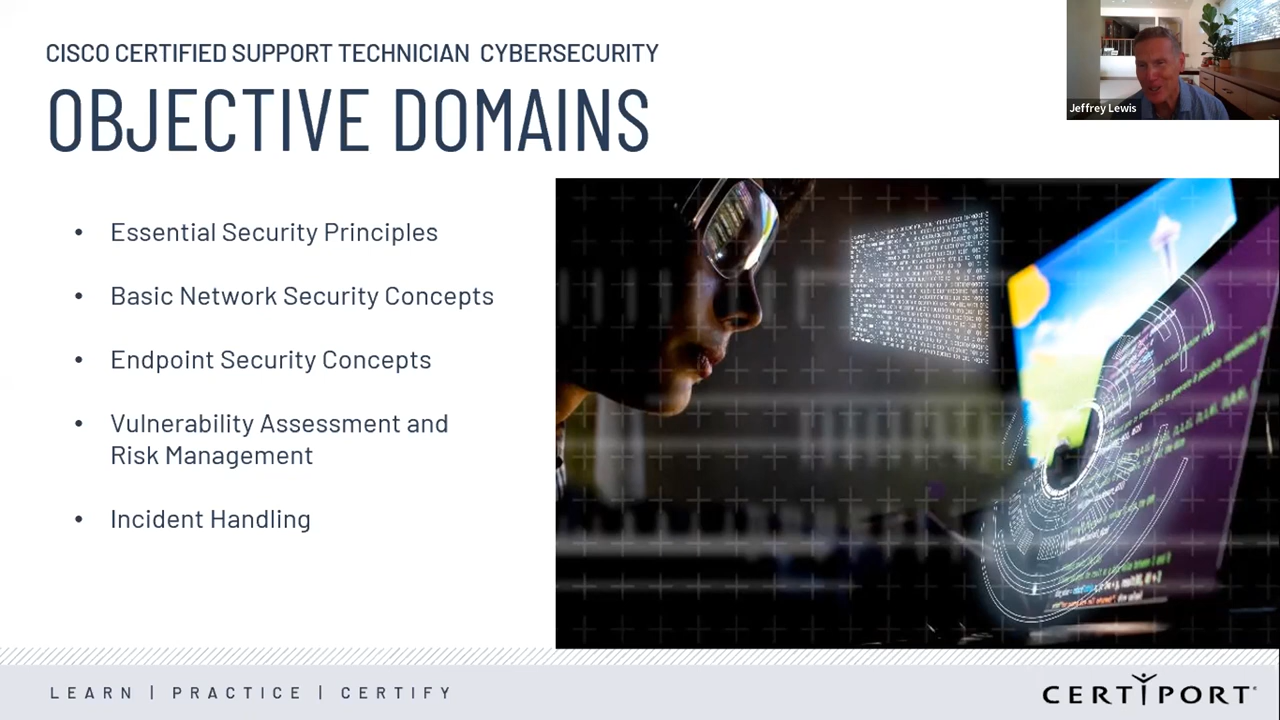 CISCO CERTIFIED SUPPORT TECHNICIAN CYBERSECURITY
OBJECTIVE DOMAINS
Jeffrey Lewis
• Essential Security Principles
• Basic Network Security Concepts
• Endpoint Security Concepts
• Vulnerability Assessment and
Risk Management
• Incident Handling
LEARN | PRACTICE | CERTIFY
CERTIPORT